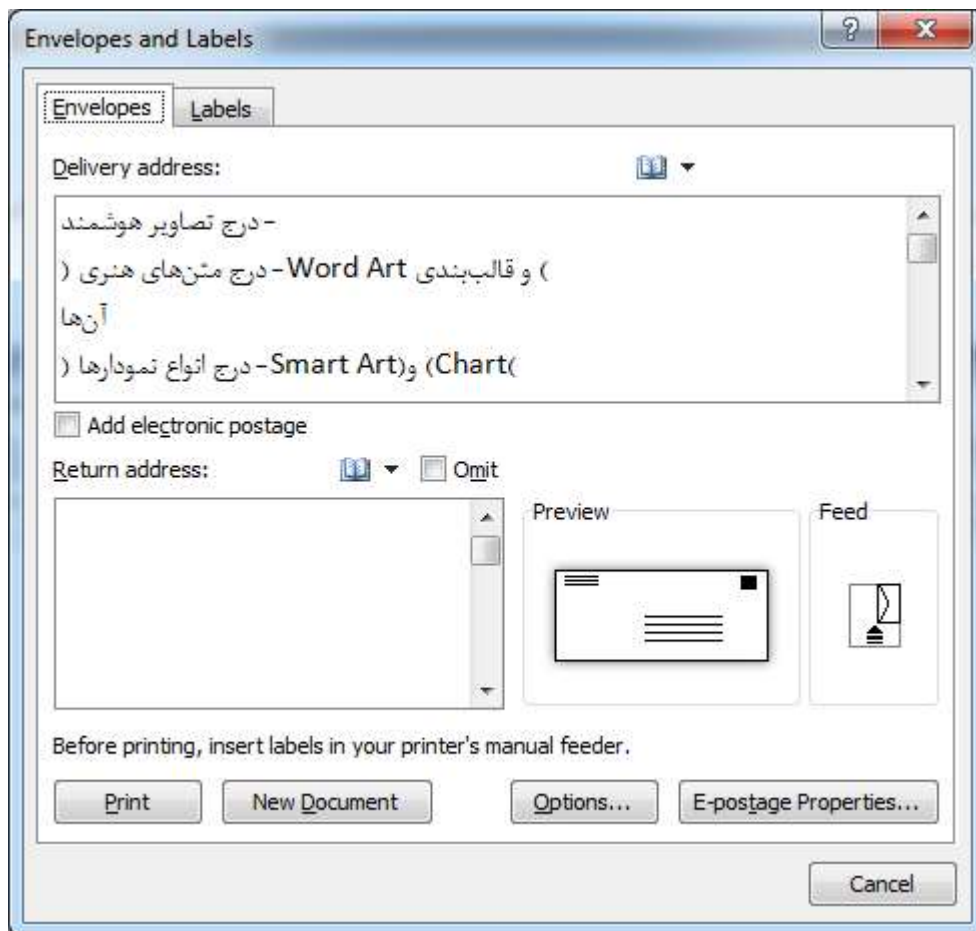 Envelopes and Labels
Envelopes
Labels
Delivery address:
-درج تصاویر هوشمند
-درج متن‌های هنری ( Word Art) و قالب‌بندی
آن‌ها
-درج انواع نمودارها ( Smart Art) و(Chart)
Add electronic postage
Return address:
Omit
Preview
Feed
Before printing, insert labels in your printer's manual feeder.
Print
New Document
Options...
E-postage Properties...
Cancel